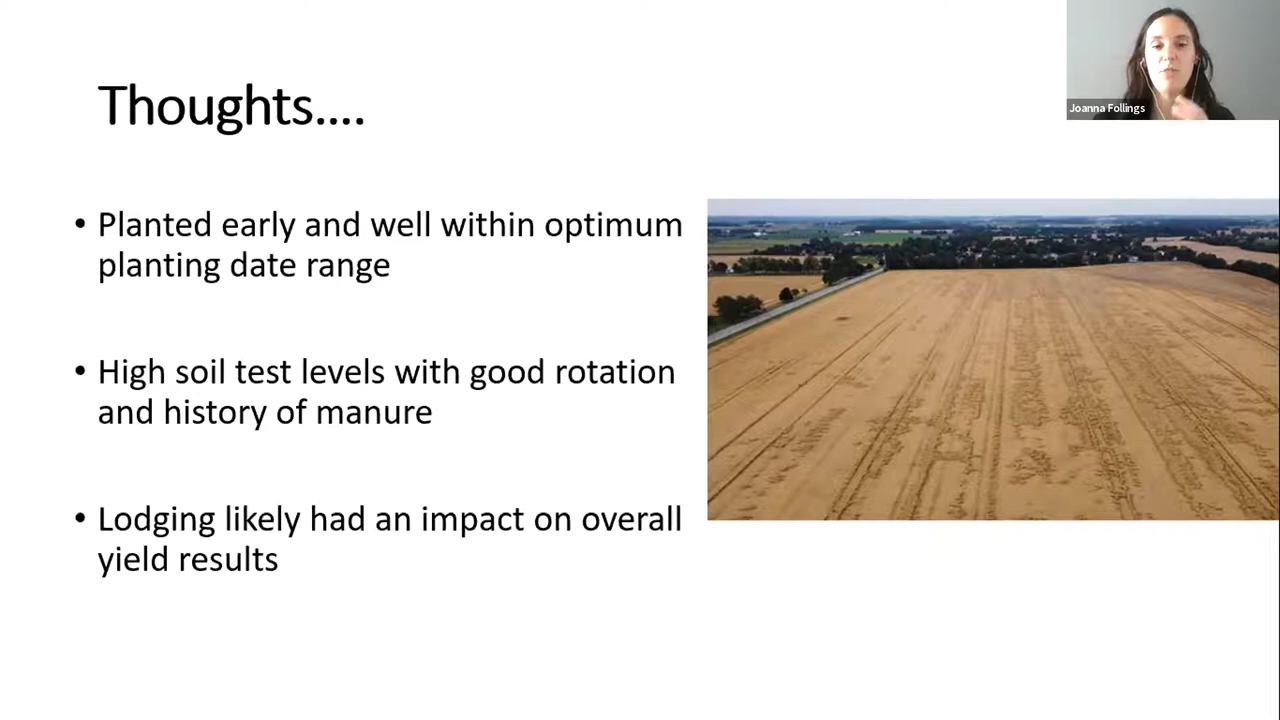 Joanna Follings
Thoughts....
• Planted early and well within optimum
planting date range
• High soil test levels with good rotation
and history of manure
• Lodging likely had an impact on overall
yield results